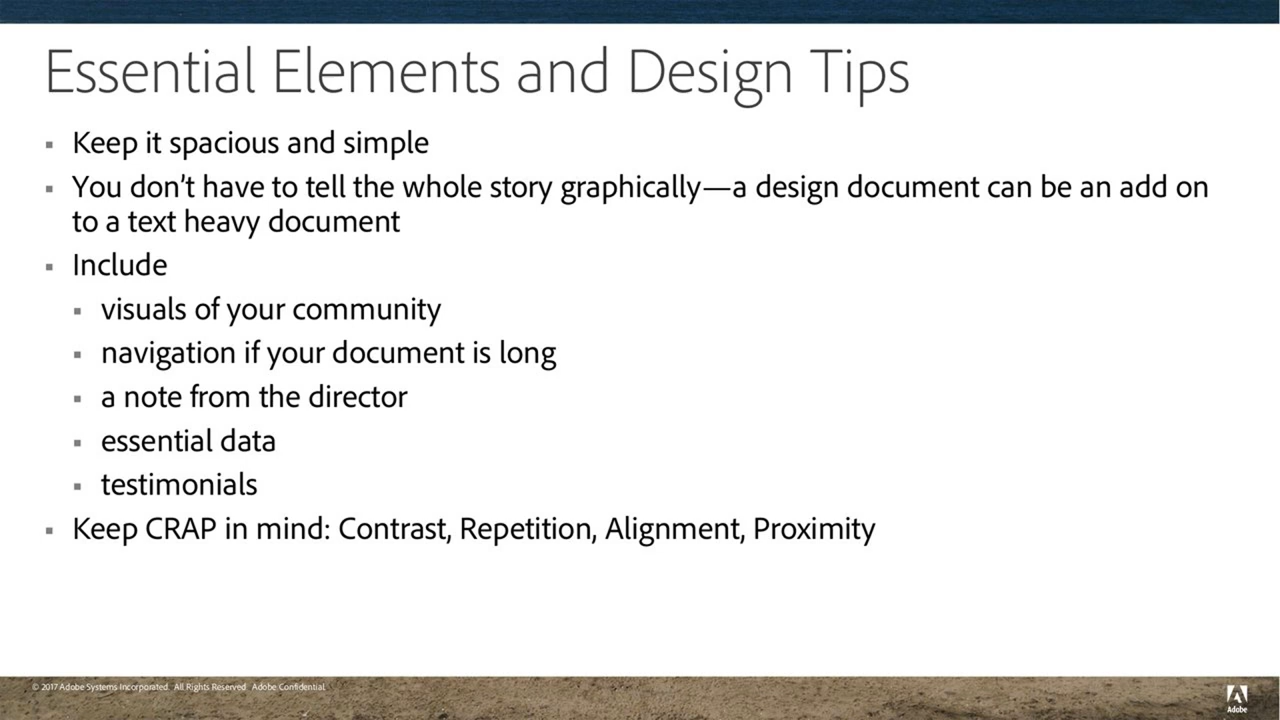 Essential Elements and Design Tips
Keep it spacious and simple
You don't have to tell the whole story graphically—a design document can be an add on
to a text heavy document
Include
visuals of your community
navigation if your document is long
a note from the director
essential data
testimonials
Keep CRAP in mind: Contrast, Repetition, Alignment, Proximity
© 2017 Adobe Systems Incorporated. All Rights Reserved. Adobe Confidential.
Adobe